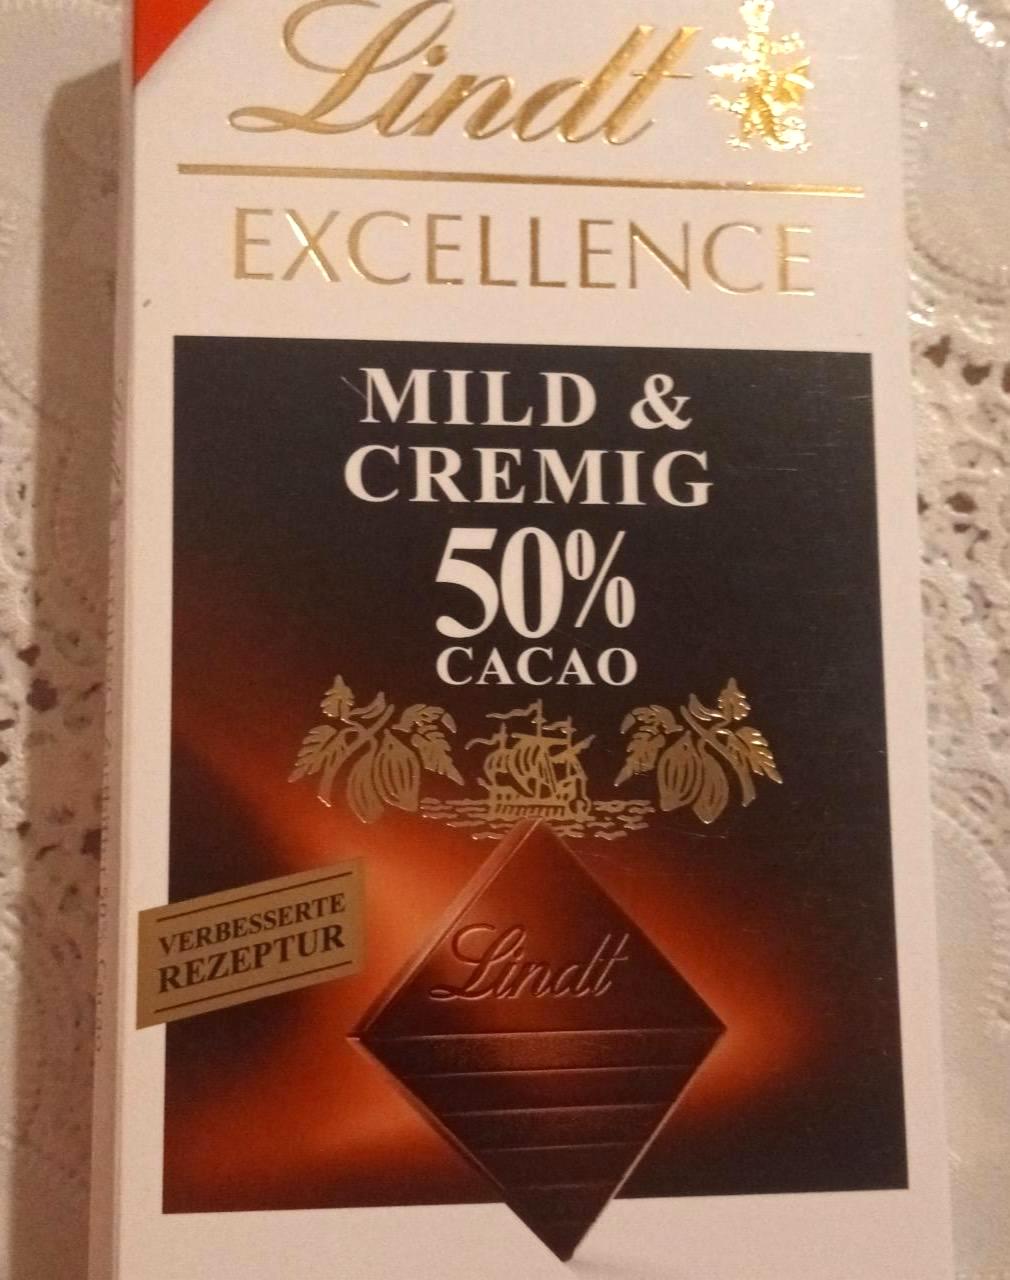 Lindt
EXCELLENCE
MILD &
CREMIG
50%
CACAO
VERBESSERTE
REZEPTUR
Lindt